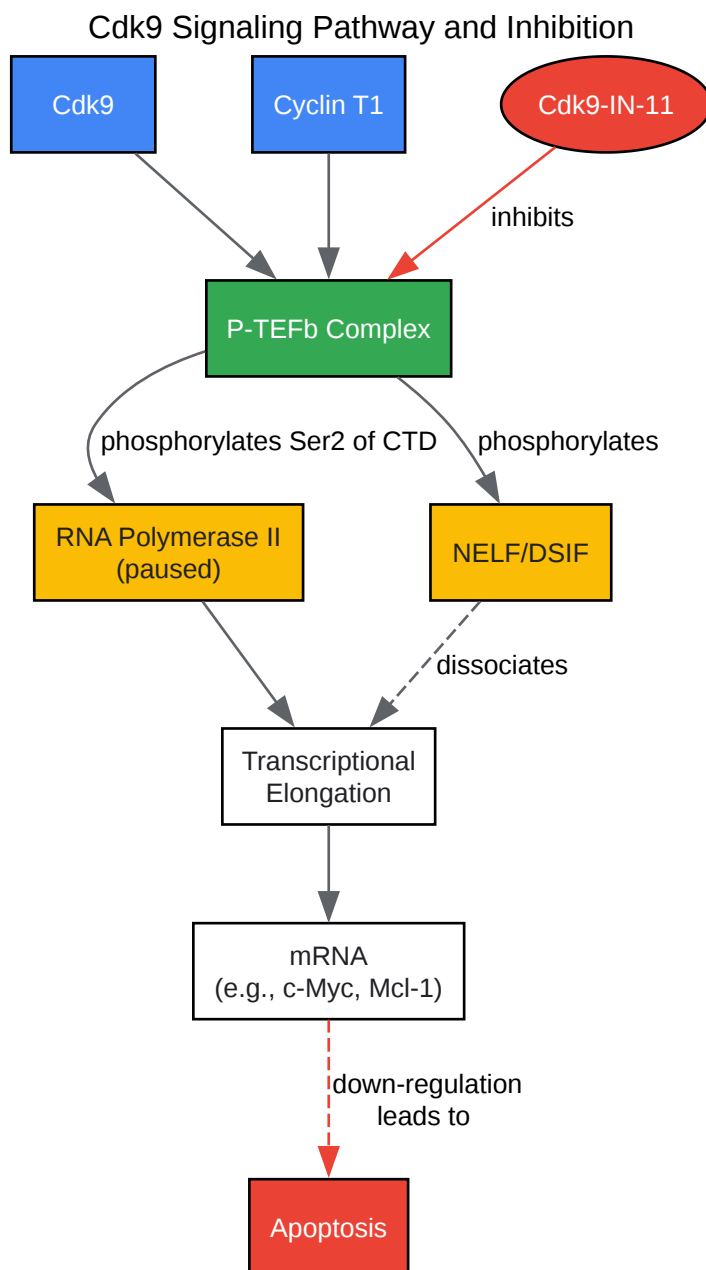 Cdk9 Signaling Pathway and Inhibition
Cdk9
Cyclin T1
Cdk9-IN-11
inhibits
P-TEFb Complex
phosphorylates Ser2 of CTD
phosphorylates
RNA Polymerase II
(paused)
NELF/DSIF
dissociates
Transcriptional
Elongation
mRNA
(e.g., c-Myc, Mcl-1)
down-regulation
leads to
Apoptosis